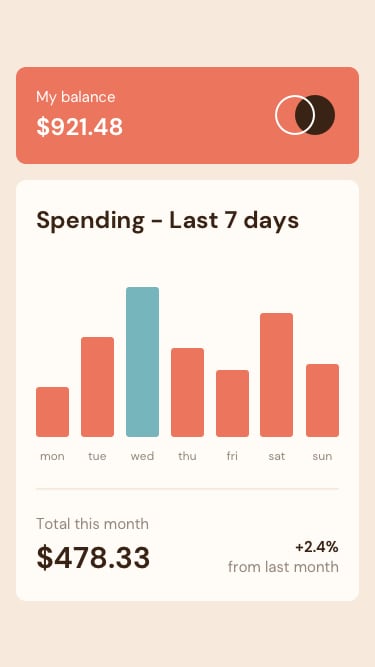 My balance
$921.48
Spending - Last 7 days
mon tue wed thu fri sat sun
Total this month
$478.33
+2.4%
from last month